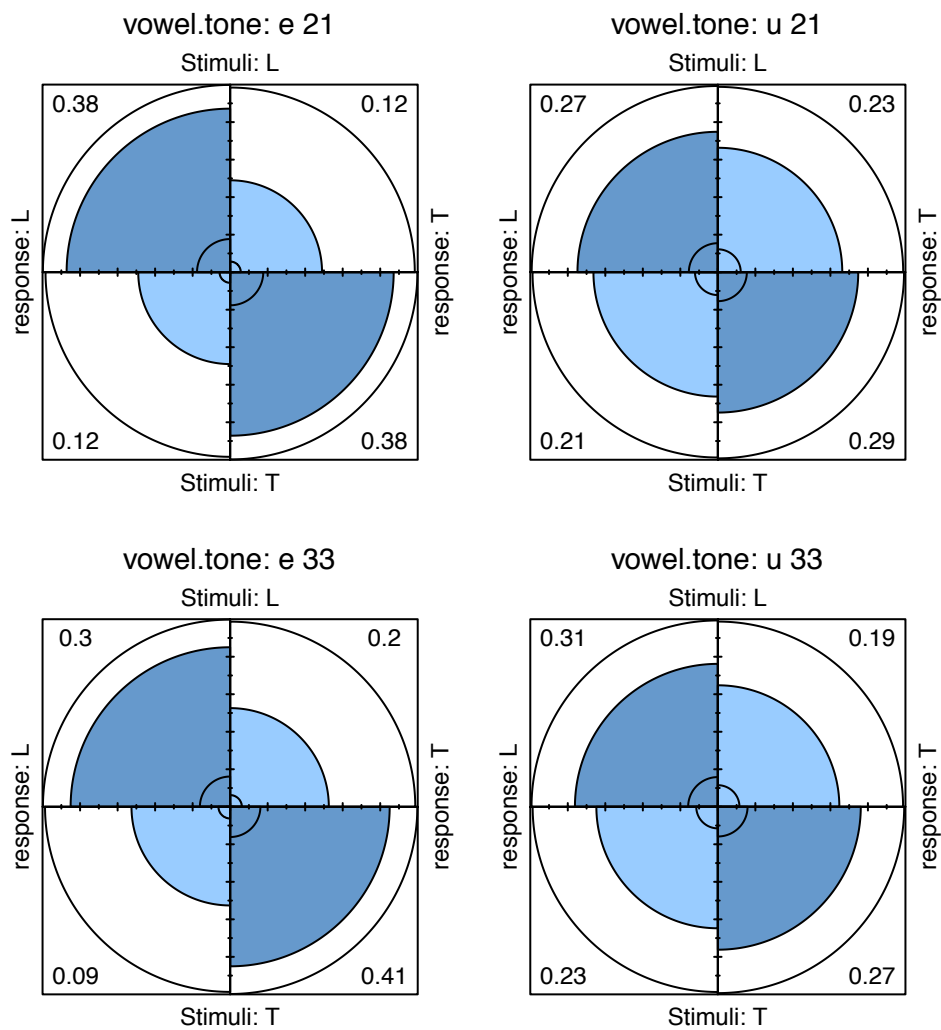 vowel.tone: e 21
Stimuli: L
0.38
0.12
response: L
response: T
0.12
0.38
Stimuli: T
vowel.tone: u 21
Stimuli: L
0.27
0.23
response: L
response: T
0.21
0.29
Stimuli: T
vowel.tone: e 33
Stimuli: L
0.3
0.2
response: L
response: T
0.09
0.41
Stimuli: T
vowel.tone: u 33
Stimuli: L
0.31
0.19
response: L
response: T
0.23
0.27
Stimuli: T